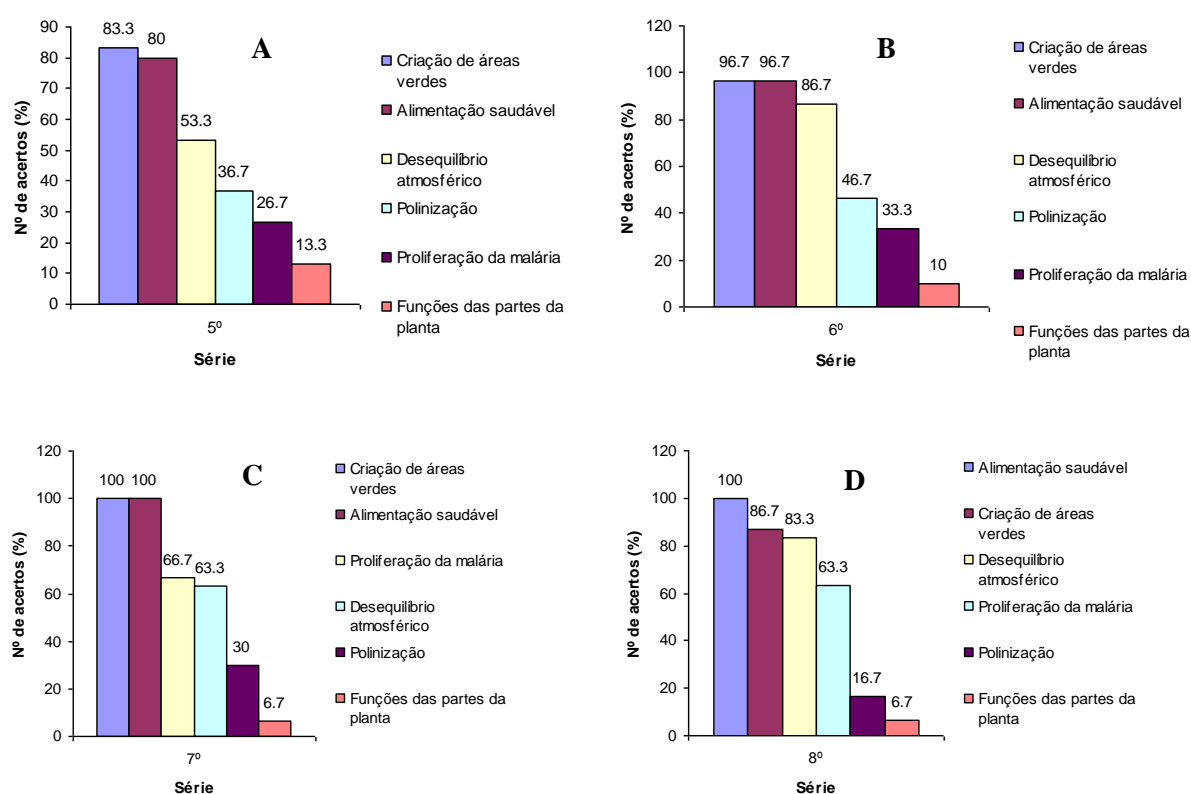 A
Nº de acertos (%)
90
80
70
60
50
40
30
20
10
0
83.3
80
53.3
36.7
26.7
13.3
5º
Série
Criação de áreas
verdes
Alimentação saudável
Desequilíbrio
atmosférico
Polinização
Proliferação da malária
Funções das partes da
planta
B
Nº de acertos (%)
120
100
80
60
40
20
0
96.7
96.7
86.7
46.7
33.3
10
6º
Série
Criação de áreas
verdes
Alimentação saudável
Desequilíbrio
atmosférico
Polinização
Proliferação da malária
Funções das partes da
planta
C
Nº de acertos (%)
120
100
80
60
40
20
0
100
100
66.7
63.3
30
6.7
7º
Série
Criação de áreas
verdes
Alimentação saudável
Proliferação da malária
Desequilíbrio
atmosférico
Polinização
Funções das partes da
planta
D
Nº de acertos (%)
120
100
80
60
40
20
0
100
86.7
83.3
63.3
16.7
6.7
8º
Série
Alimentação saudável
Criação de áreas
verdes
Desequilíbrio
atmosférico
Proliferação da malária
Polinização
Funções das partes da
planta